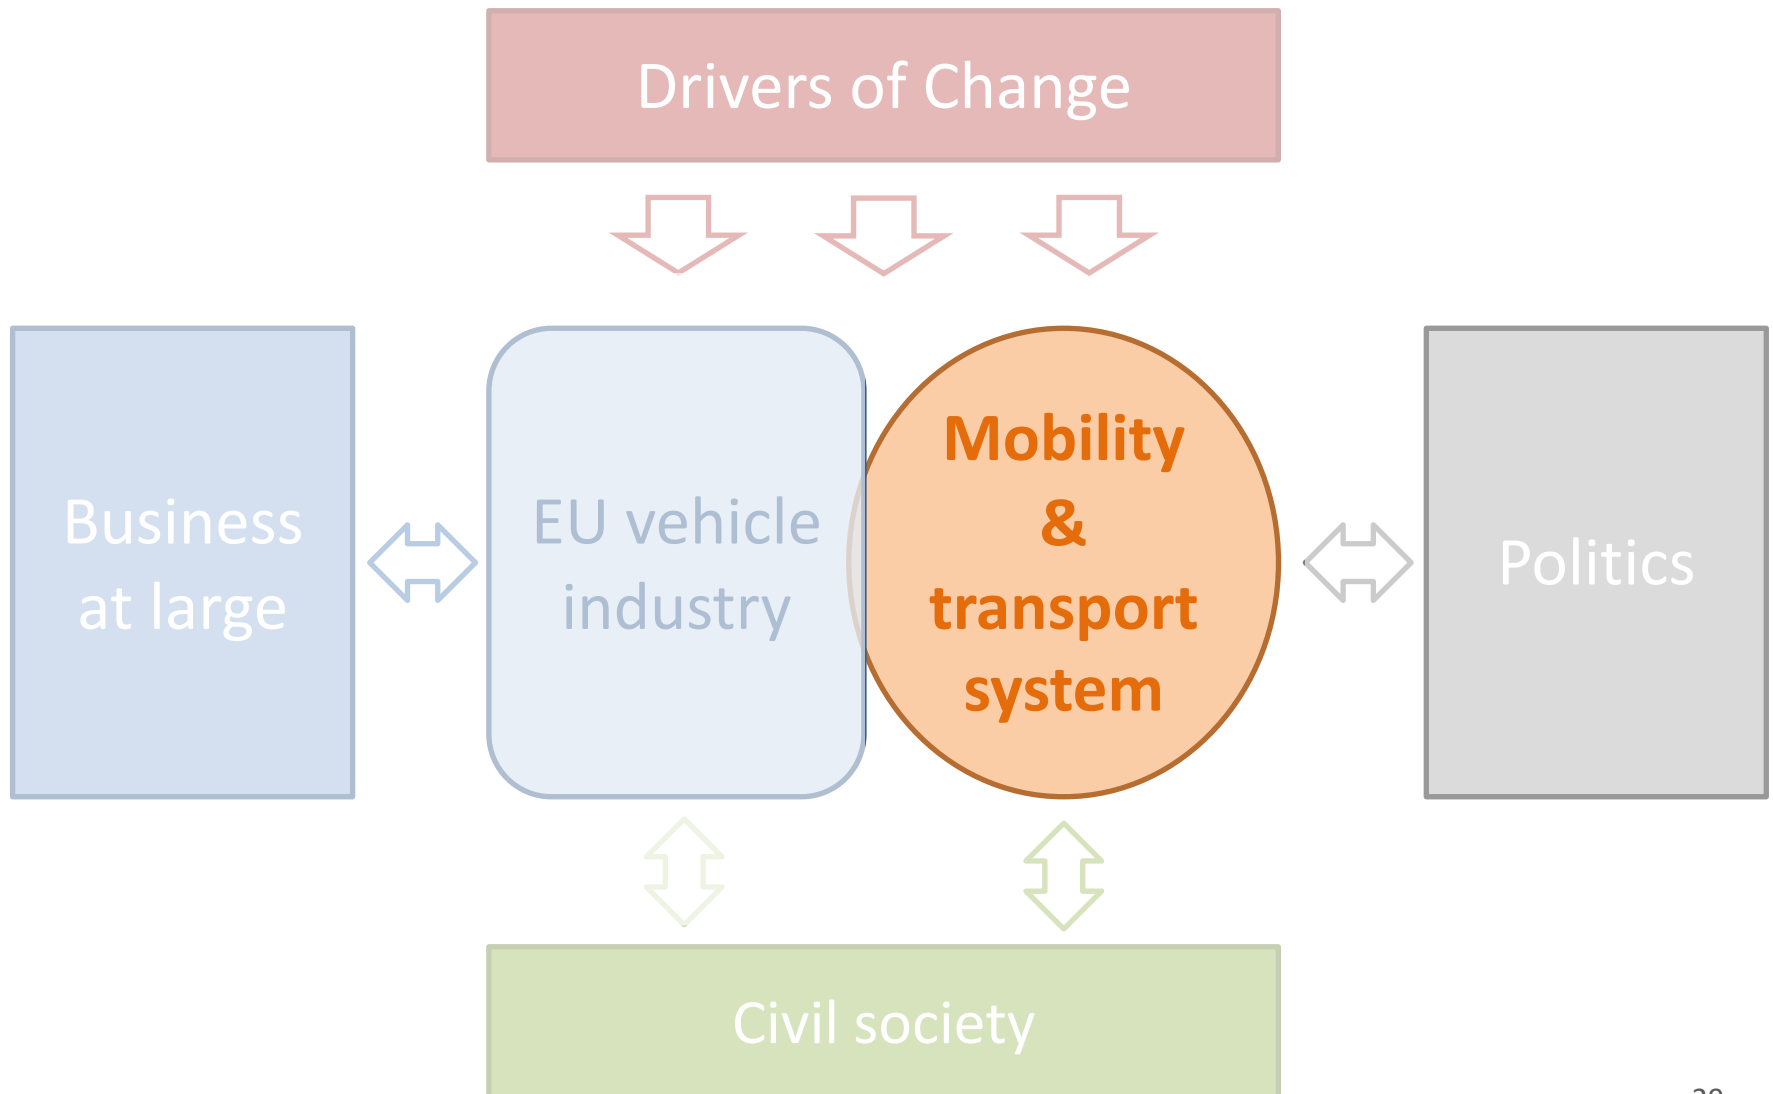 Drivers of Change
Business
at large
EU vehicle
industry
Mobility
&
transport
system
Politics
Civil society